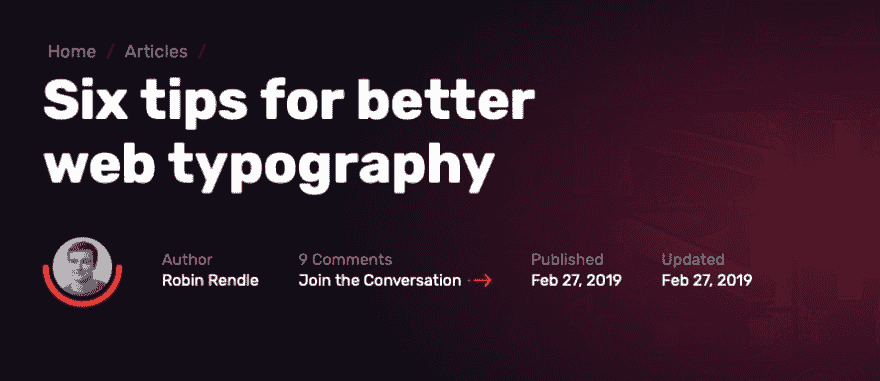 Home / Articles /
Six tips for better
web typography
Author 9 Comments Published Updated
Robin Rendle Join the Conversation → Feb 27, 2019 Feb 27, 2019